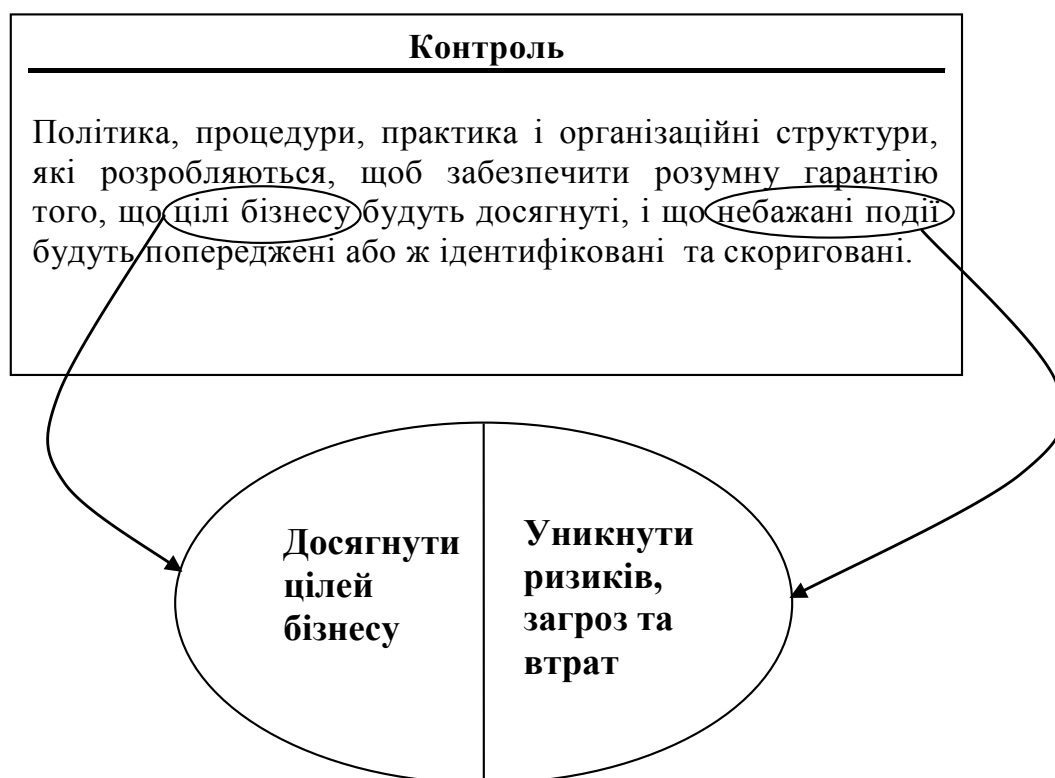 Контроль
Політика, процедури, практика і організаційні структури,
які розробляються, щоб забезпечити розумну гарантію
того, що цілі бізнесу будуть досягнуті, і що небажані події
будуть попереджені або ж ідентифіковані та скориговані.
Досягнути
цілей
бізнесу
Уникнути
ризиків,
загроз та
втрат